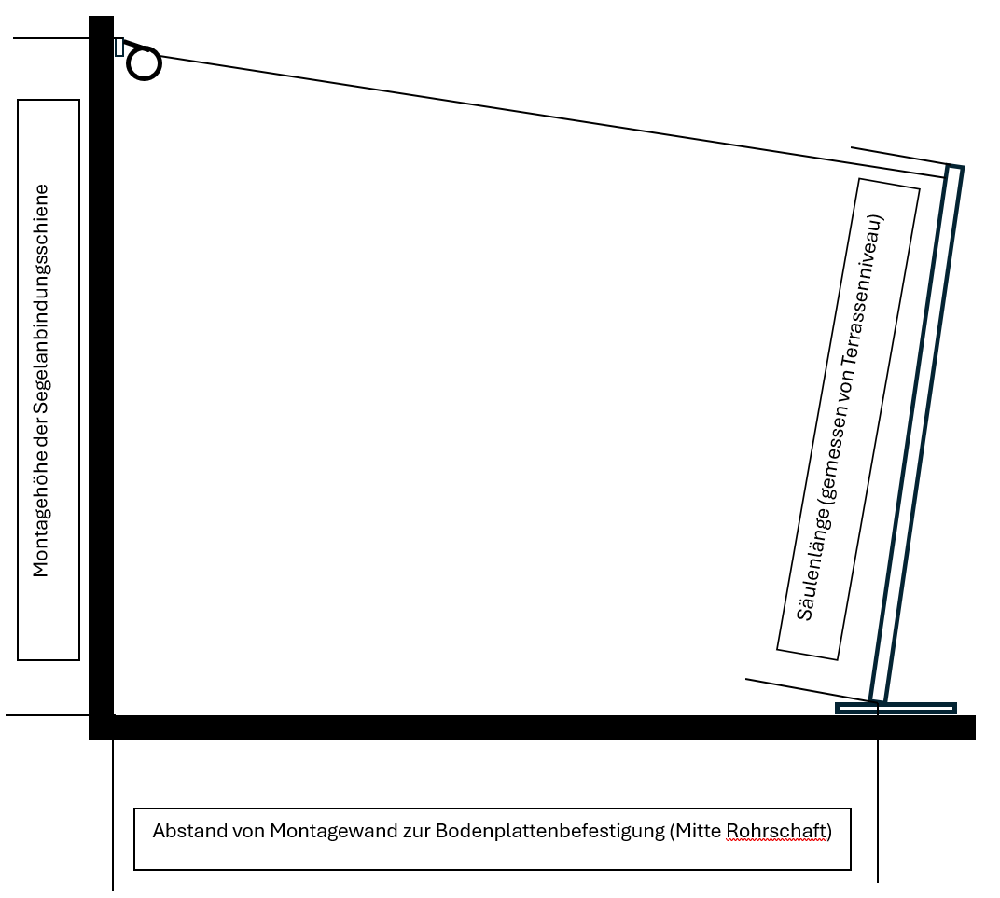 Montagehöhe der Segelanbindungsschiene
Säulenlänge (gemessen von Terrassenniveau)
Abstand von Montagewand zur Bodenplattenbefestigung (Mitte Rohrschaft)